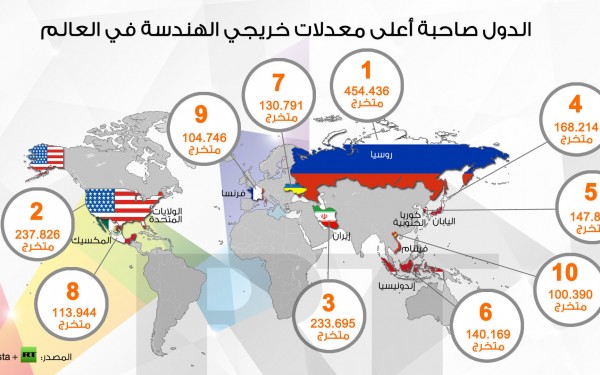 الدول صاحبة أعلى معدلات خريجي الهندسة في العالم
1
454.436
متخرج
روسيا
7
130.791
متخرج
9
104.746
متخرج
فرنسا
4
168.214
متخرج
اليابان
2
237.826
متخرج
الولايات
المتحدة
5
147.8
متخ
كوريا
الجنوبية
المكسيك
إيران
فيتنام
إندونيسيا
8
113.944
متخرج
3
233.695
متخرج
6
140.169
متخرج
10
100.390
متخرج
المصدر: RT + sta
RT